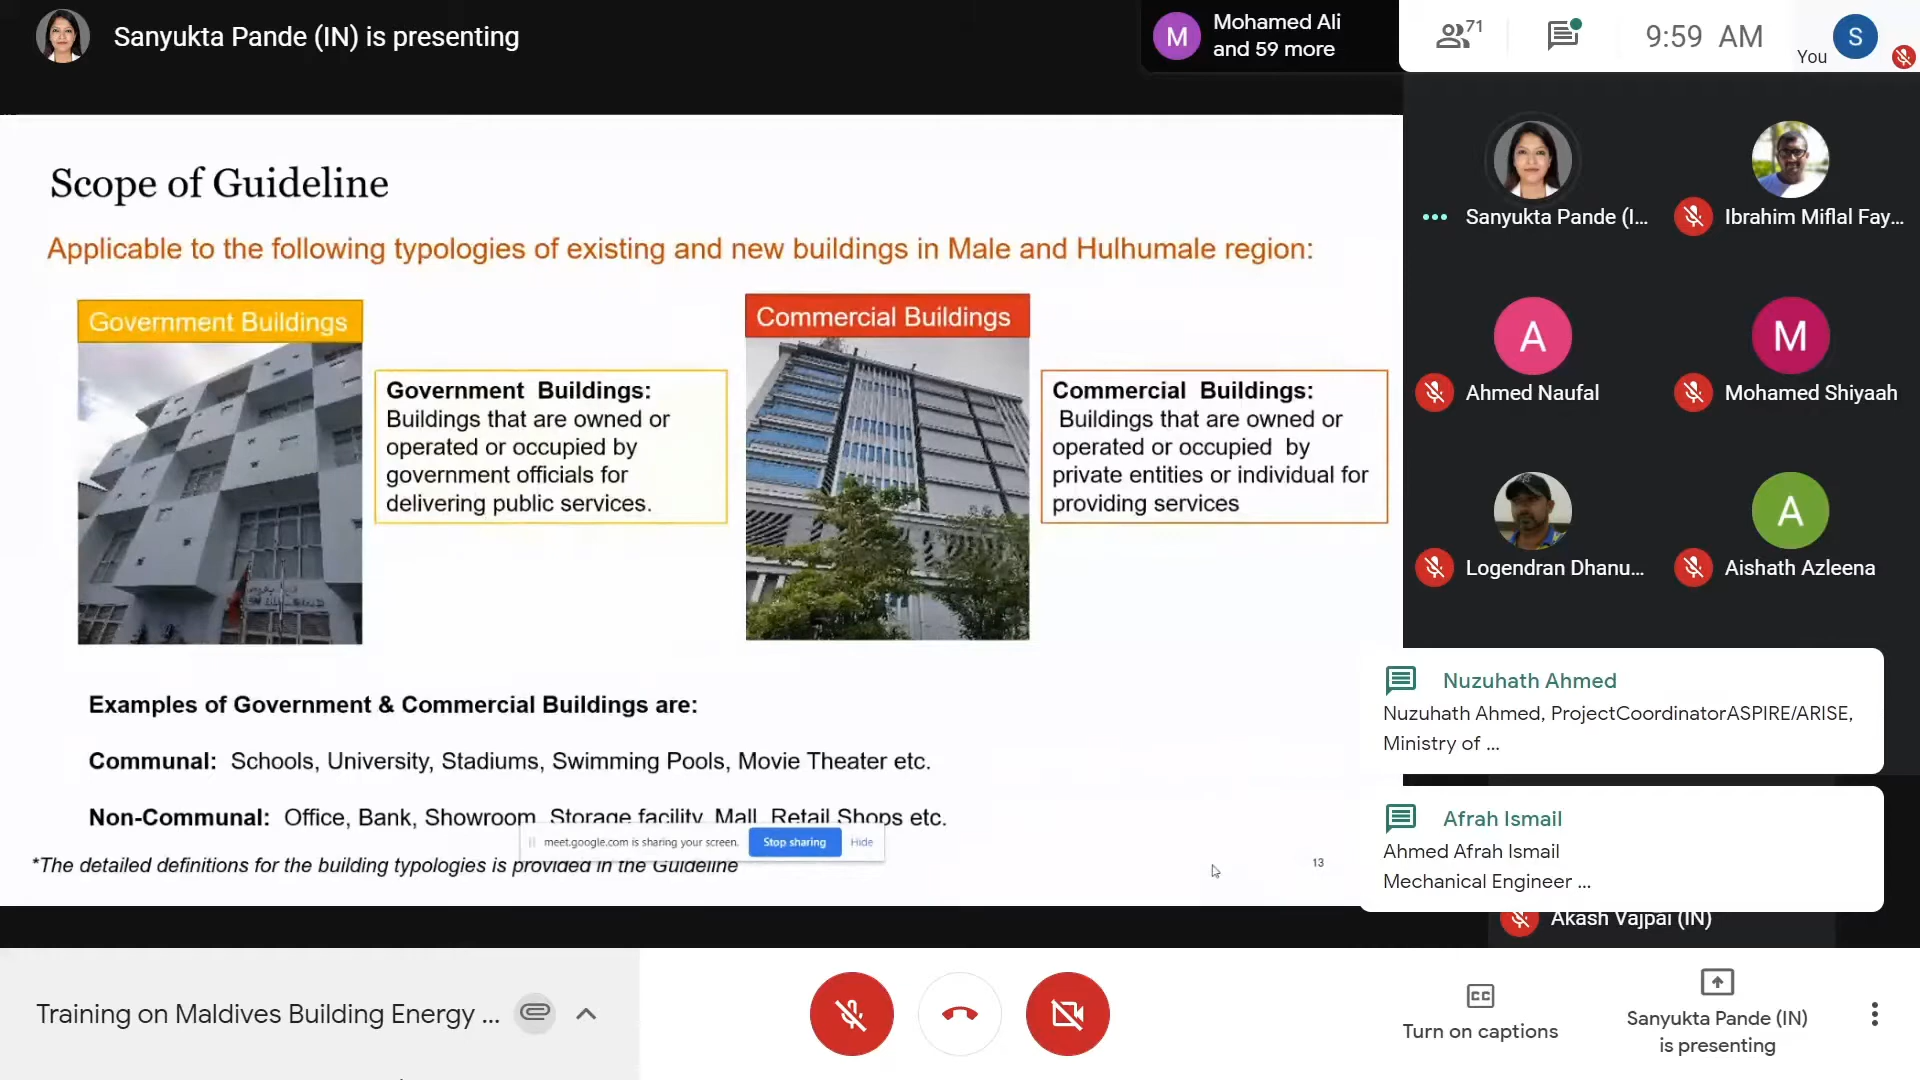 Sanyukta Pande (IN) is presenting
M
Mohamed Ali
and 59 more
71
9:59 AM
You
S
Scope of Guideline
Applicable to the following typologies of existing and new buildings in Male and Hulhumale region:
Government Buildings
Government Buildings:
Buildings that are owned or
operated or occupied by
government officials for
delivering public services.
Commercial Buildings
Commercial Buildings:
Buildings that are owned or
operated or occupied by
private entities or individual for
providing services
Examples of Government & Commercial Buildings are:
Communal: Schools, University, Stadiums, Swimming Pools, Movie Theater etc.
Non-Communal: Office, Bank, Showroom, Storage facility, Mall, Retail Shops etc.
meet.google.com is sharing your screen.
Stop sharing
Hide
*The detailed definitions for the building typologies is provided in the Guideline
13
Sanyukta Pande (I...
Ibrahim Miflal Fay...
A
Ahmed Naufal
M
Mohamed Shiyaah
Logendran Dhanu...
A
Aishath Azleena
Nuzuhath Ahmed
Nuzuhath Ahmed, ProjectCoordinatorASPIRE/ARISE,
Ministry of ...
Afrah Ismail
Ahmed Afrah Ismail
Mechanical Engineer ...
Akash Vajpai (IN)
Training on Maldives Building Energy ...
CC
Turn on captions
Sanyukta Pande (IN)
is presenting